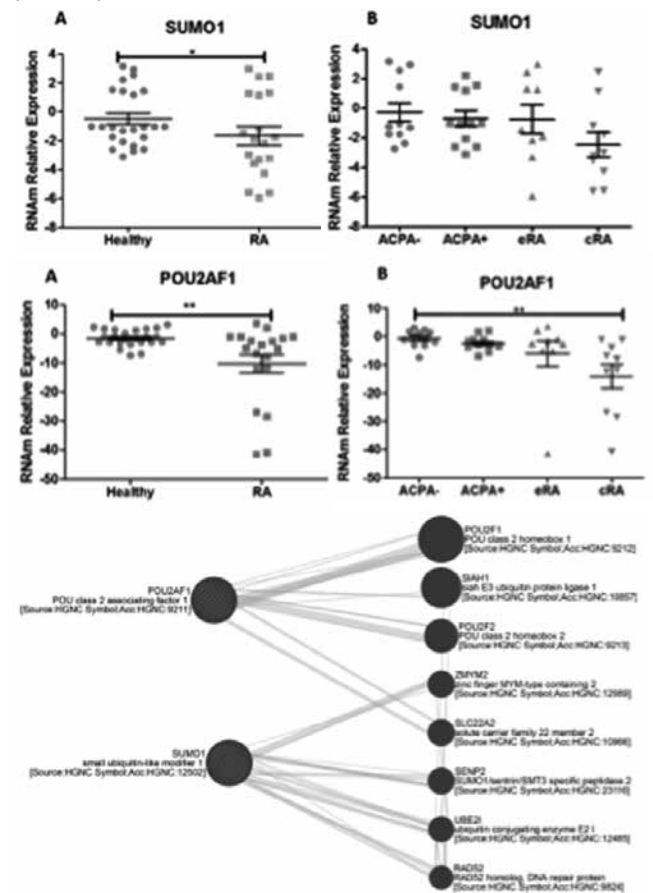 A
SUMO1
*
RNAm Relative Expression
4
2
0
-2
-4
-6
-8
Healthy
RA
B
SUMO1
RNAm Relative Expression
4
2
0
-2
-4
-6
-8
ACPA-
ACPA+
eRA
cRA
A
POU2AF1
**
RNAm Relative Expression
10
0
-10
-20
-30
-40
-50
Healthy
RA
B
POU2AF1
**
RNAm Relative Expression
10
0
-10
-20
-30
-40
-50
ACPA-
ACPA+
eRA
cRA
POU2AF1
POU class 2 associating factor 1
[Source:HGNC Symbol;Acc:HGNC:9211]
SUMO1
small ubiquitin-like modifier 1
[Source:HGNC Symbol;Acc:HGNC:12502]
POU2F1
POU class 2 homeobox 1
[Source:HGNC Symbol;Acc:HGNC:9212]
SIAH1
siah E3 ubiquitin protein ligase 1
[Source:HGNC Symbol;Acc:HGNC:10857]
POU2F2
POU class 2 homeobox 2
[Source:HGNC Symbol;Acc:HGNC:9213]
ZMYM2
zinc finger MYM-type containing 2
[Source:HGNC Symbol;Acc:HGNC:12989]
SLC22A2
solute carrier family 22 member 2
[Source:HGNC Symbol;Acc:HGNC:10966]
SENP2
SUMO1/sentrin/SMT3 specific peptidase 2
[Source:HGNC Symbol;Acc:HGNC:23116]
UBE2I
ubiquitin conjugating enzyme E2 I
[Source:HGNC Symbol;Acc:HGNC:12485]
RAD52
RAD52 homolog, DNA repair protein
[Source:HGNC Symbol;Acc:HGNC:9824]